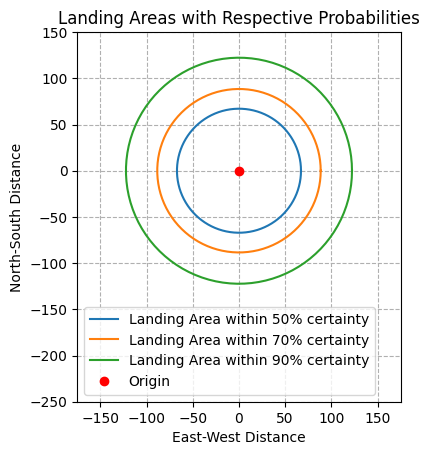 Landing Areas with Respective Probabilities
150
100
50
0
−50
−100
−150
−200
−250
North-South Distance
Landing Area within 50% certainty
Landing Area within 70% certainty
Landing Area within 90% certainty
Origin
−150 −100 −50 0 50 100 150
East-West Distance